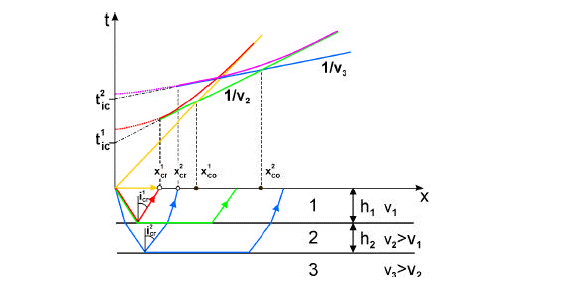 t
1/v₃
t²ic
1/v₂
t¹ic
x¹cr x²cr x¹co x²co
x
i¹cr
1 h₁ v₁
i²cr
2 h₂ v₂>v₁
3 v₃>v₂